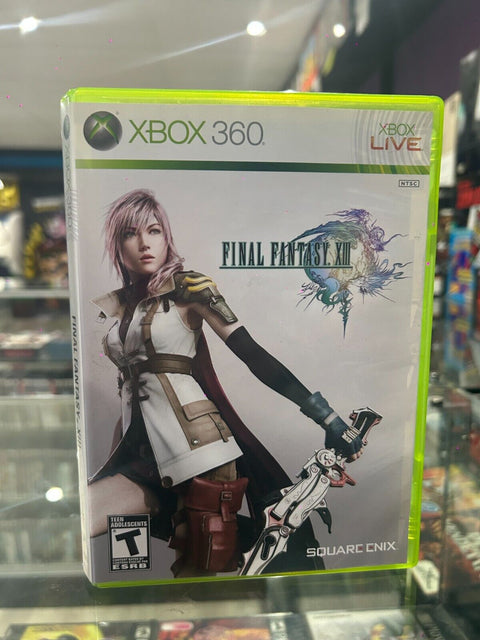 XBOX 360
XBOX
LIVE
NTSC
FINAL FANTASY XIII
FINAL FANTASY XIII
TEEN
ADOLESCENTS
T
ESRB
SQUARE ENIX